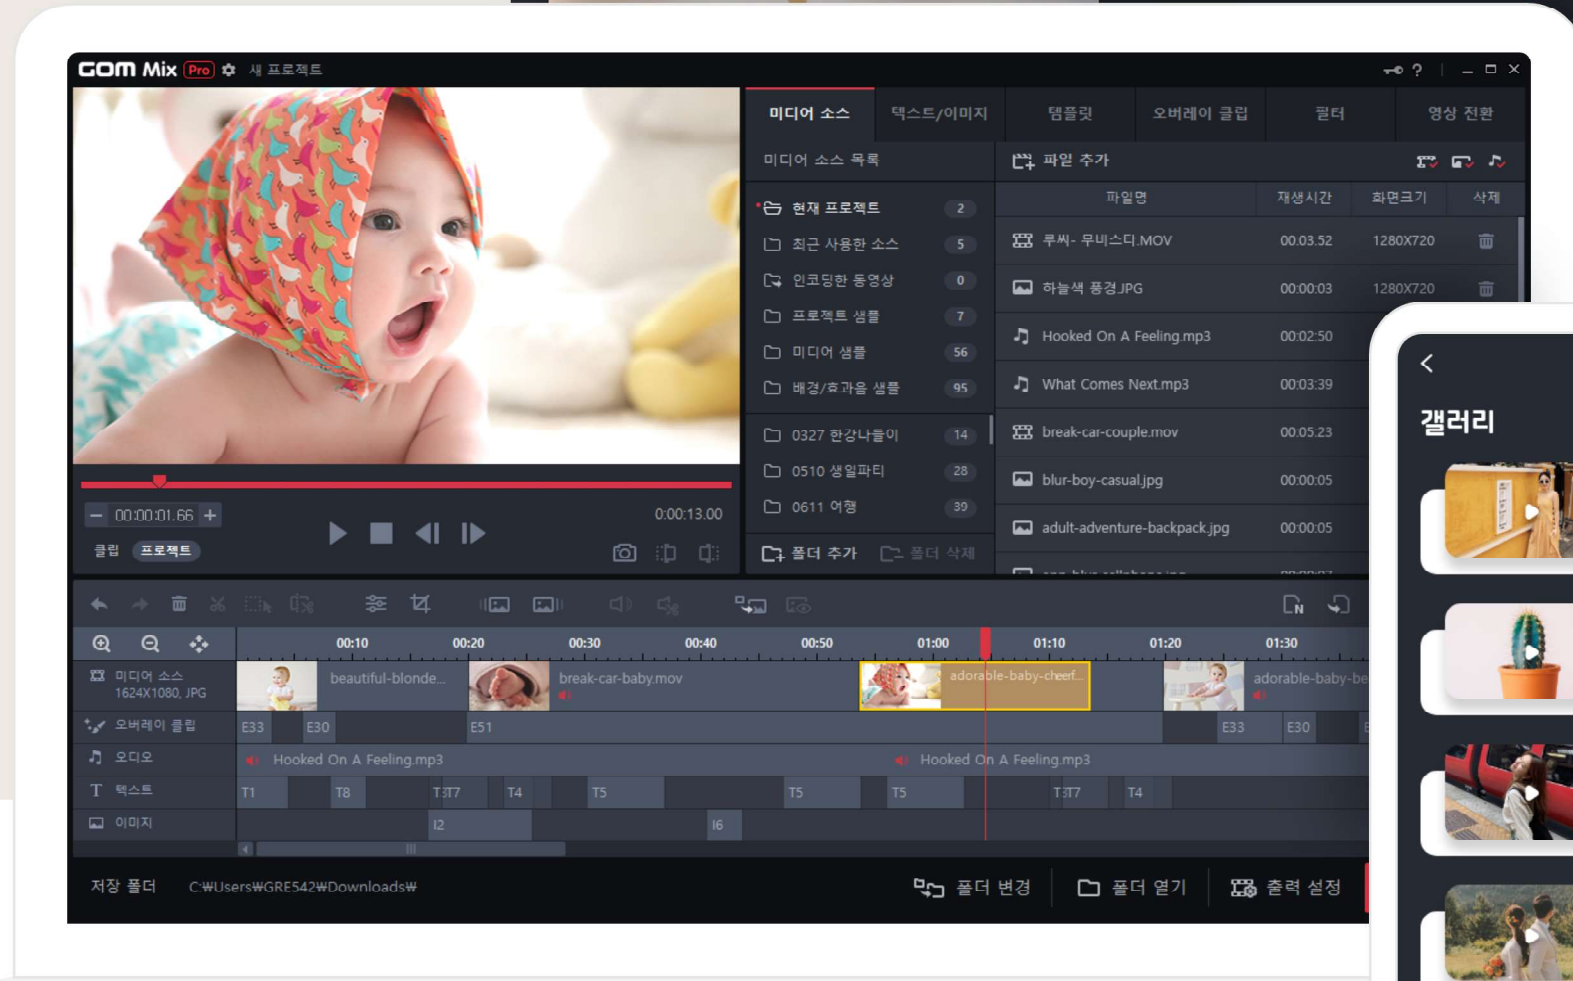 GOM Mix Pro 새 프로젝트
미디어 소스
텍스트/이미지
템플릿
오버레이 클립
필터
영상 전환
미디어 소스 목록
파일 추가
파일명
재생시간
화면크기
삭제
현재 프로젝트 2
최근 사용한 소스 5
인코딩한 동영상 0
프로젝트 샘플 7
미디어 샘플 56
배경/효과음 샘플 95
0327 한강나들이 14
0510 생일파티 28
0611 여행 39
폴더 추가
폴더 삭제
루씨- 무비스디.MOV 00.03.52 1280X720
하늘색 풍경.JPG 00:00:03 1280X720
Hooked On A Feeling.mp3 00:02:50
What Comes Next.mp3 00:03:39
break-car-couple.mov 00:05.23
blur-boy-casual.jpg 00:00:05
adult-adventure-backpack.jpg 00:00:05
00:00:01.66
0:00:13.00
클립 프로젝트
00:10 00:20 00:30 00:40 00:50 01:00 01:10 01:20 01:30
미디어 소스
1624X1080, JPG
beautiful-blonde...
break-car-baby.mov
adorable-baby-cheerf...
adorable-baby-be
오버레이 클립 E33 E30 E51 E33 E30
오디오 Hooked On A Feeling.mp3 Hooked On A Feeling.mp3
텍스트 T1 T8 T3T7 T4 T5 T5 T5 T3T7 T4
이미지 I2 I6
저장 폴더 C:₩Users₩GRE542₩Downloads₩
폴더 변경
폴더 열기
출력 설정
갤러리